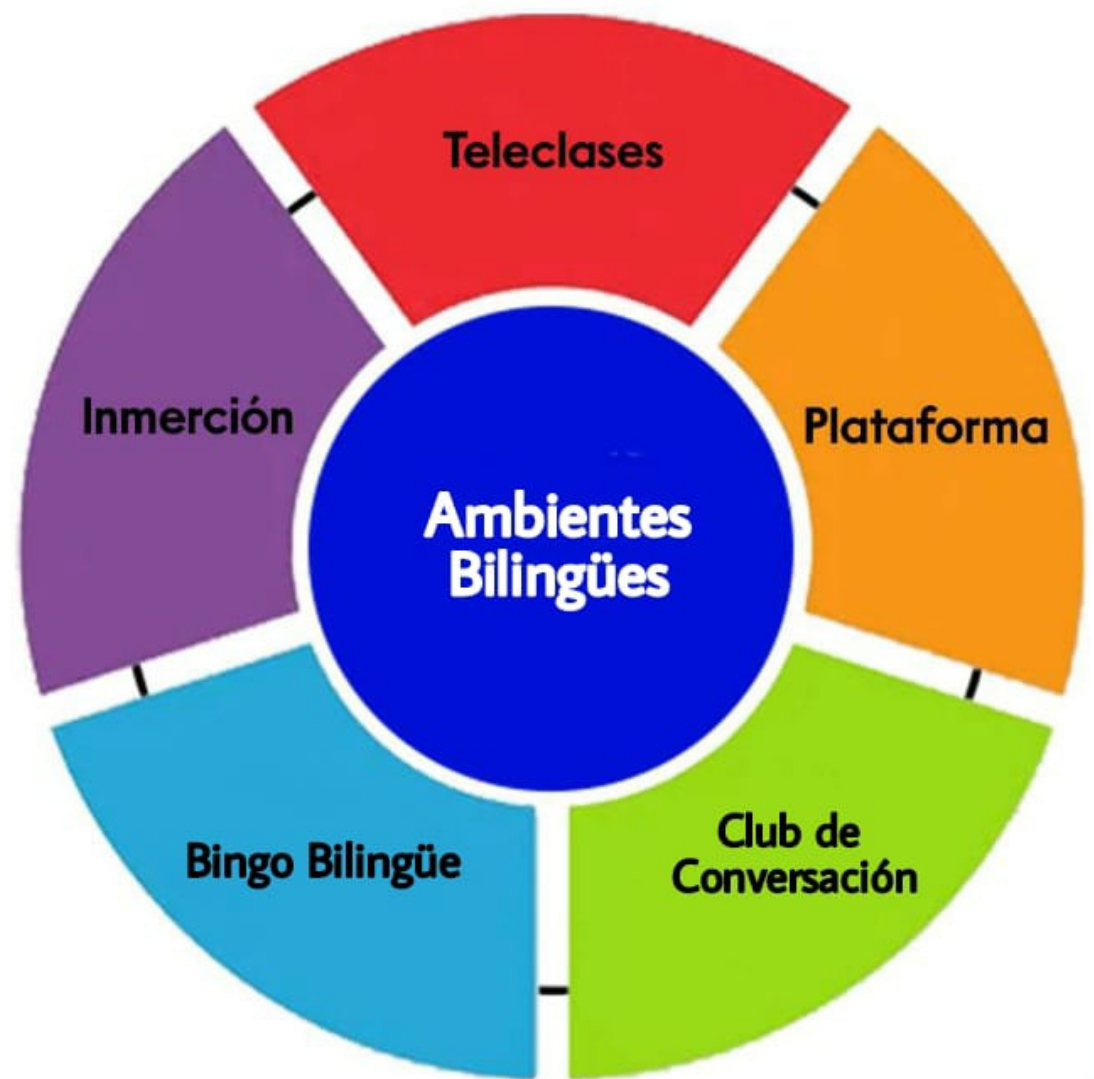 Teleclases
Inmerción
Plataforma
Ambientes
Bilingües
Club de
Conversación
Bingo Bilingüe